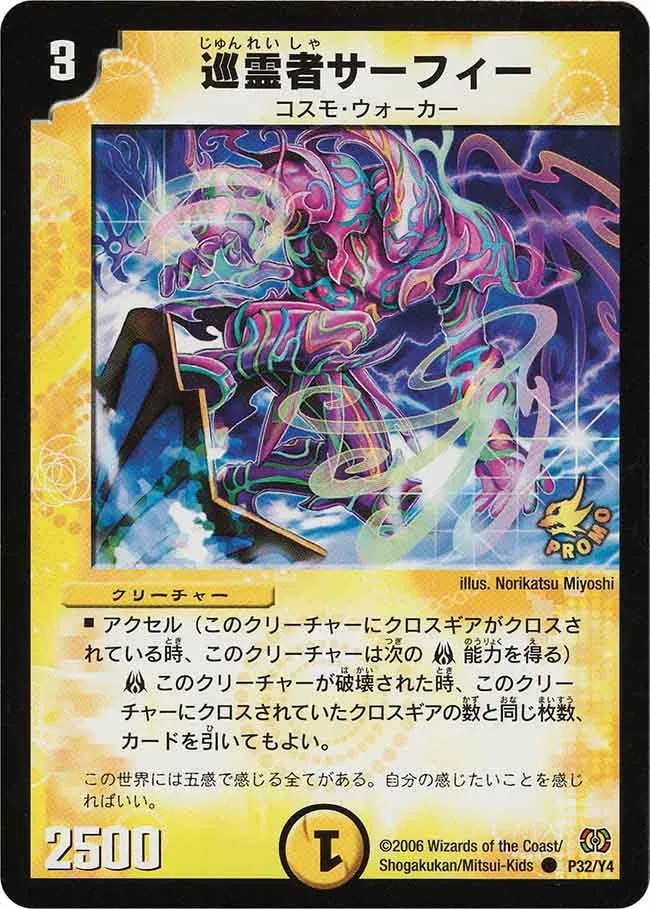 3
じゅんれいしゃ
巡霊者サーフィー
コスモ・ウォーカー
PROMO
illus. Norikatsu Miyoshi
クリーチャー
■ アクセル（このクリーチャーにクロスギアがクロスさ
れている時、このクリーチャーは次の 能力を得る）
このクリーチャーが破壊された時、このクリー
チャーにクロスされていたクロスギアの数と同じ枚数、
カードを引いてもよい。
この世界には五感で感じる全てがある。自分の感じたいことを感じ
ればいい。
2500
1
©2006 Wizards of the Coast/
Shogakukan/Mitsui-Kids ● P32/Y4